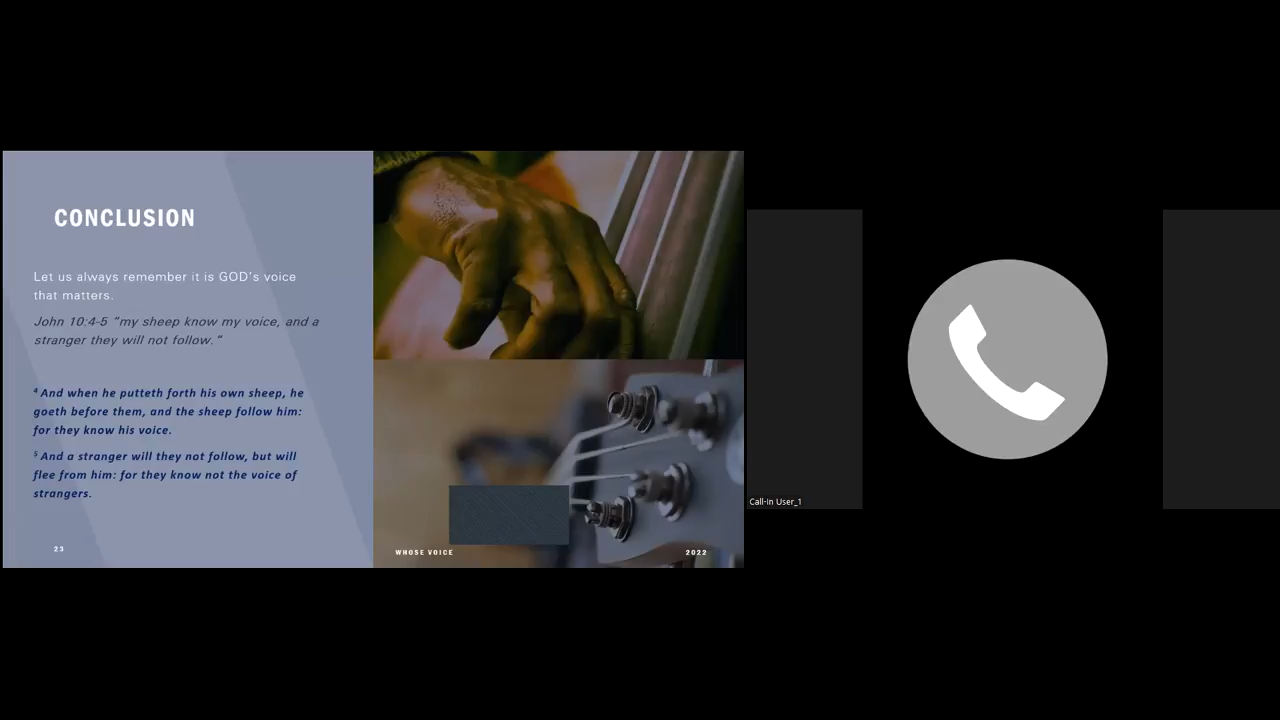 CONCLUSION
Let us always remember it is GOD's voice
that matters.
John 10:4-5 "my sheep know my voice, and a
stranger they will not follow."
⁴ And when he putteth forth his own sheep, he
goeth before them, and the sheep follow him:
for they know his voice.
⁵ And a stranger will they not follow, but will
flee from him: for they know not the voice of
strangers.
23
WHOSE VOICE
2022
Call-In User_1